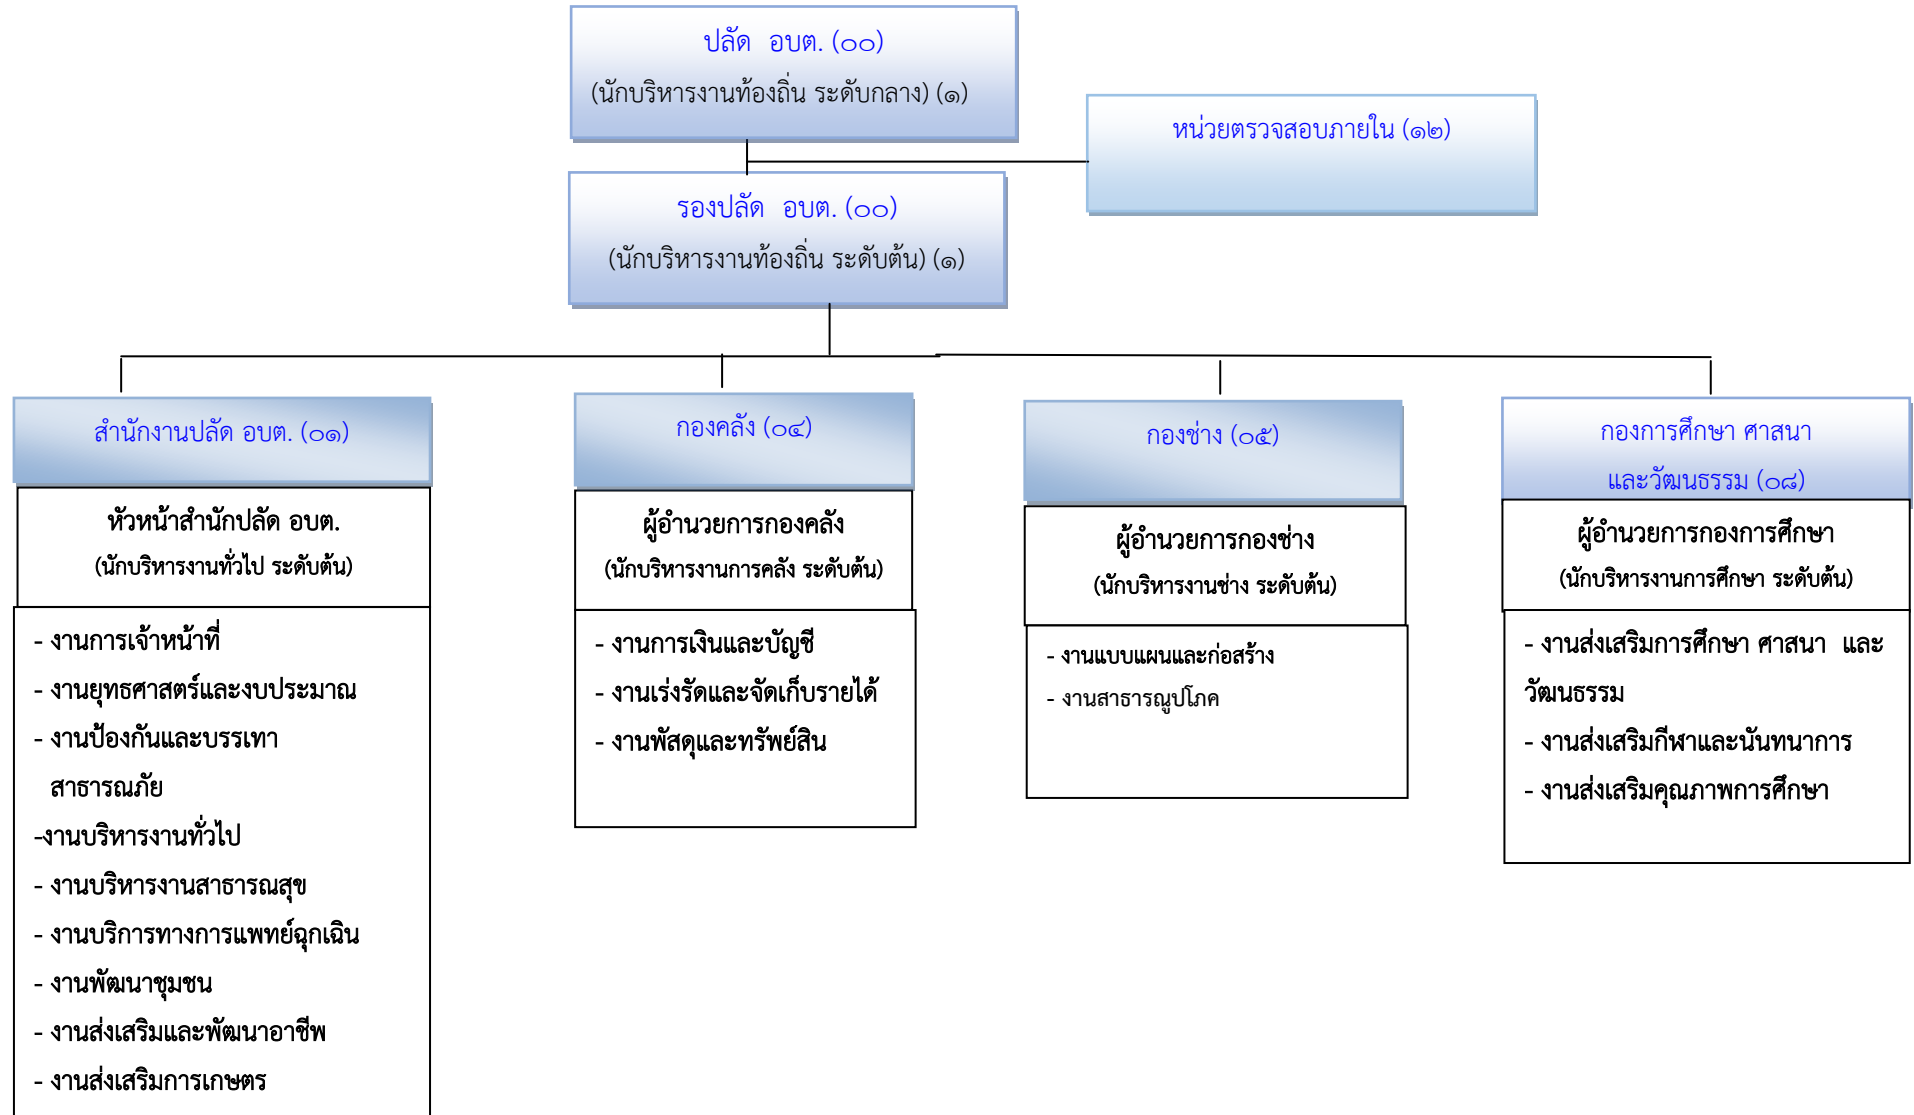 ปลัด  อบต. (๐๐)
(นักบริหารงานท้องถิ่น ระดับกลาง) (๑)
หน่วยตรวจสอบภายใน (๑๒)
รองปลัด  อบต. (๐๐)
(นักบริหารงานท้องถิ่น ระดับต้น) (๑)
สำนักงานปลัด อบต. (๐๑)
หัวหน้าสำนักปลัด อบต.
(นักบริหารงานทั่วไป ระดับต้น)
- งานการเจ้าหน้าที่
- งานยุทธศาสตร์และงบประมาณ
- งานป้องกันและบรรเทา
สาธารณภัย
-งานบริหารงานทั่วไป
- งานบริหารงานสาธารณสุข
- งานบริการทางการแพทย์ฉุกเฉิน
- งานพัฒนาชุมชน
- งานส่งเสริมและพัฒนาอาชีพ
- งานส่งเสริมการเกษตร
กองคลัง (๐๔)
ผู้อำนวยการกองคลัง
(นักบริหารงานการคลัง ระดับต้น)
- งานการเงินและบัญชี
- งานเร่งรัดและจัดเก็บรายได้
- งานพัสดุและทรัพย์สิน
กองช่าง (๐๕)
ผู้อำนวยการกองช่าง
(นักบริหารงานช่าง ระดับต้น)
- งานแบบแผนและก่อสร้าง
- งานสาธารณูปโภค
กองการศึกษา ศาสนา
และวัฒนธรรม (๐๘)
ผู้อำนวยการกองการศึกษา
(นักบริหารงานการศึกษา ระดับต้น)
- งานส่งเสริมการศึกษา ศาสนา  และ
วัฒนธรรม
- งานส่งเสริมกีฬาและนันทนาการ
- งานส่งเสริมคุณภาพการศึกษา